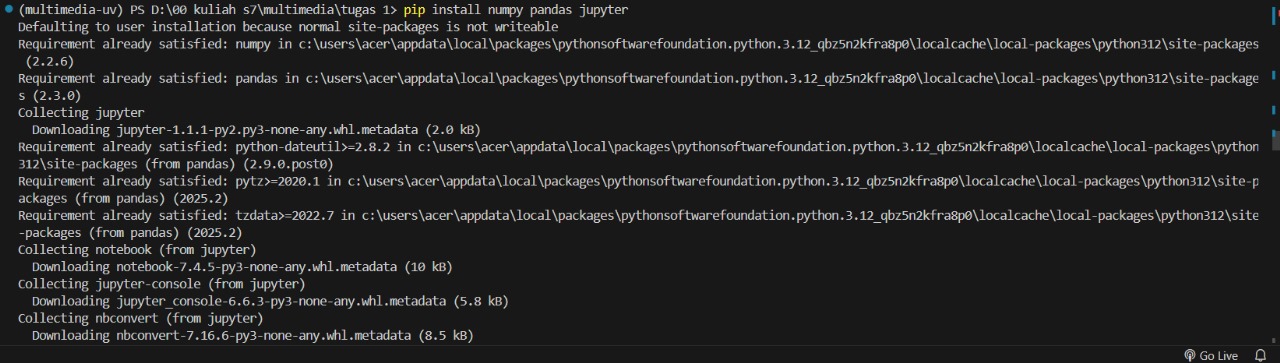 (multimedia-uv) PS D:\00 kuliah s7\multimedia\tugas 1> pip install numpy pandas jupyter
Defaulting to user installation because normal site-packages is not writeable
Requirement already satisfied: numpy in c:\users\acer\appdata\local\packages\pythonsoftwarefoundation.python.3.12_qbz5n2kfra8p0\localcache\local-packages\python312\site-packages
(2.2.6)
Requirement already satisfied: pandas in c:\users\acer\appdata\local\packages\pythonsoftwarefoundation.python.3.12_qbz5n2kfra8p0\localcache\local-packages\python312\site-package
s (2.3.0)
Collecting jupyter
Downloading jupyter-1.1.1-py2.py3-none-any.whl.metadata (2.0 kB)
Requirement already satisfied: python-dateutil>=2.8.2 in c:\users\acer\appdata\local\packages\pythonsoftwarefoundation.python.3.12_qbz5n2kfra8p0\localcache\local-packages\python
312\site-packages (from pandas) (2.9.0.post0)
Requirement already satisfied: pytz>=2020.1 in c:\users\acer\appdata\local\packages\pythonsoftwarefoundation.python.3.12_qbz5n2kfra8p0\localcache\local-packages\python312\site-p
ackages (from pandas) (2025.2)
Requirement already satisfied: tzdata>=2022.7 in c:\users\acer\appdata\local\packages\pythonsoftwarefoundation.python.3.12_qbz5n2kfra8p0\localcache\local-packages\python312\site
-packages (from pandas) (2025.2)
Collecting notebook (from jupyter)
Downloading notebook-7.4.5-py3-none-any.whl.metadata (10 kB)
Collecting jupyter-console (from jupyter)
Downloading jupyter_console-6.6.3-py3-none-any.whl.metadata (5.8 kB)
Collecting nbconvert (from jupyter)
Downloading nbconvert-7.16.6-py3-none-any.whl.metadata (8.5 kB)
Go Live